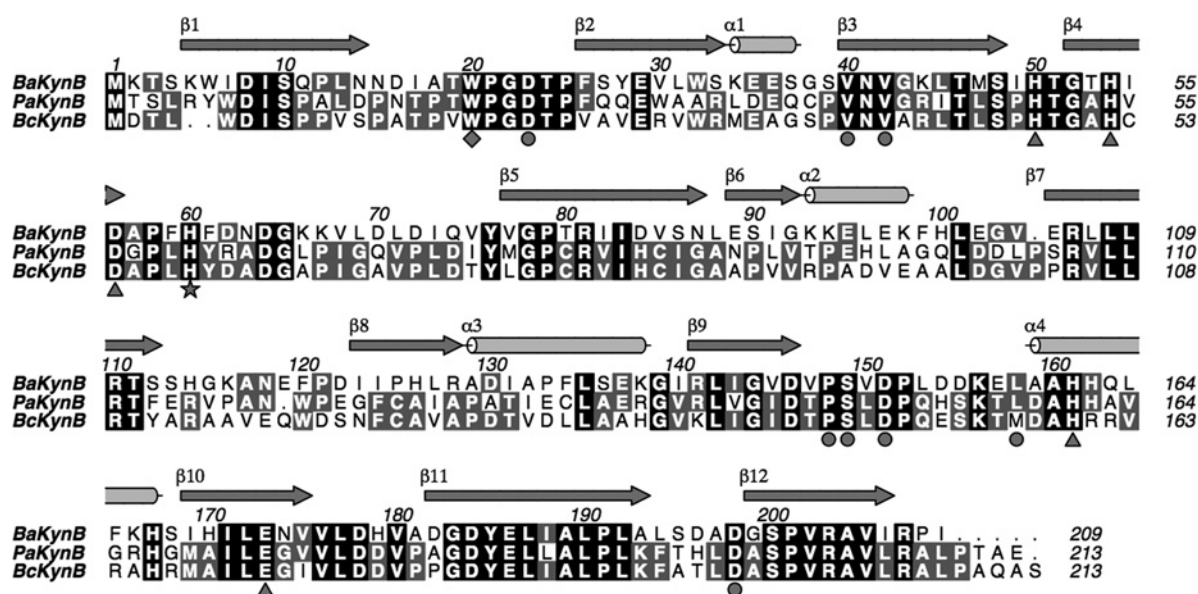 β1 β2 α1 β3 β4
1 10 20 30 40 50
BaKynB MKTSKWIDISQPLNNDIATWPGDTPFSYEVLWSKEESGSVNVGKLTMSIHTGTHI 55
PaKynB MTSLRYWDISPALDPNTPTWPGDTPFQQEWAARLDEQCPVNVGRITLSPHTGAHV 55
BcKynB MDTL..WDISPPVSPATPVWPGDTPVAVERVWRMEAGSPVNVARLTLSPHTGAHC 53
β5 β6 α2 β7
60 70 80 90 100
BaKynB DAPFHFDNDGKKVLDLDIQVYVGPTRIIDVSNLESIGKKELEKFHLEGV.ERLLL 109
PaKynB DGPLHYRADGLPIGQVPLDIYMGPCRVIHCIGANPLVTPEHLAGQLDDLPSRVLL 110
BcKynB DAPLHYDADGAPIGAVPLDTYLGPCRVIHCIGAAPVVRPADVEAALDGVPPRVLL 108
β8 α3 β9 α4
110 120 130 140 150 160
BaKynB RTSSHGKANEFPDIIPHLRADIAPFLSEKGIRLIGVDVPSVDPLDDKELAAHHQL 164
PaKynB RTFERVPAN.WPEGFCAIAPATIECLAERGVRLVGIDTPSLDPQHSKTLDAHHAV 164
BcKynB RTYARAAVEQWDSNFCAVAPDTVDLLAAHGVKLIGIDTPSLDPQESKTMDAHRRV 163
β10 β11 β12
170 180 190 200
BaKynB FKHSIHILENVVLDHVADGDYELIALPLALSDADGSPVRAVIRPI..... 209
PaKynB GRHGMAILEGVVLDDVPAGDYELLALPLKFTHLDASPVRAVLRALPTAE. 213
BcKynB RAHRMAILEGIVLDDVPPGDYELIALPLKFATLDASPVRAVLRALPAQAS 213